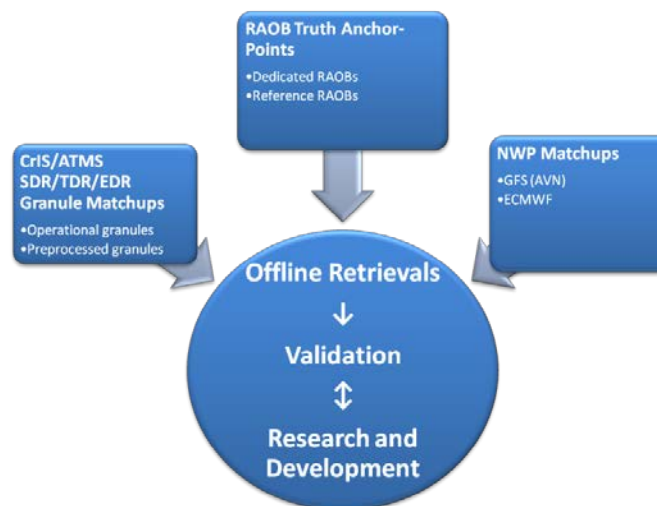 RAOB Truth Anchor-
Points
•Dedicated RAOBs
•Reference RAOBs
CrIS/ATMS
SDR/TDR/EDR
Granule Matchups
•Operational granules
•Preprocessed granules
NWP Matchups
•GFS (AVN)
•ECMWF
Offline Retrievals
↓
Validation
↕
Research and
Development